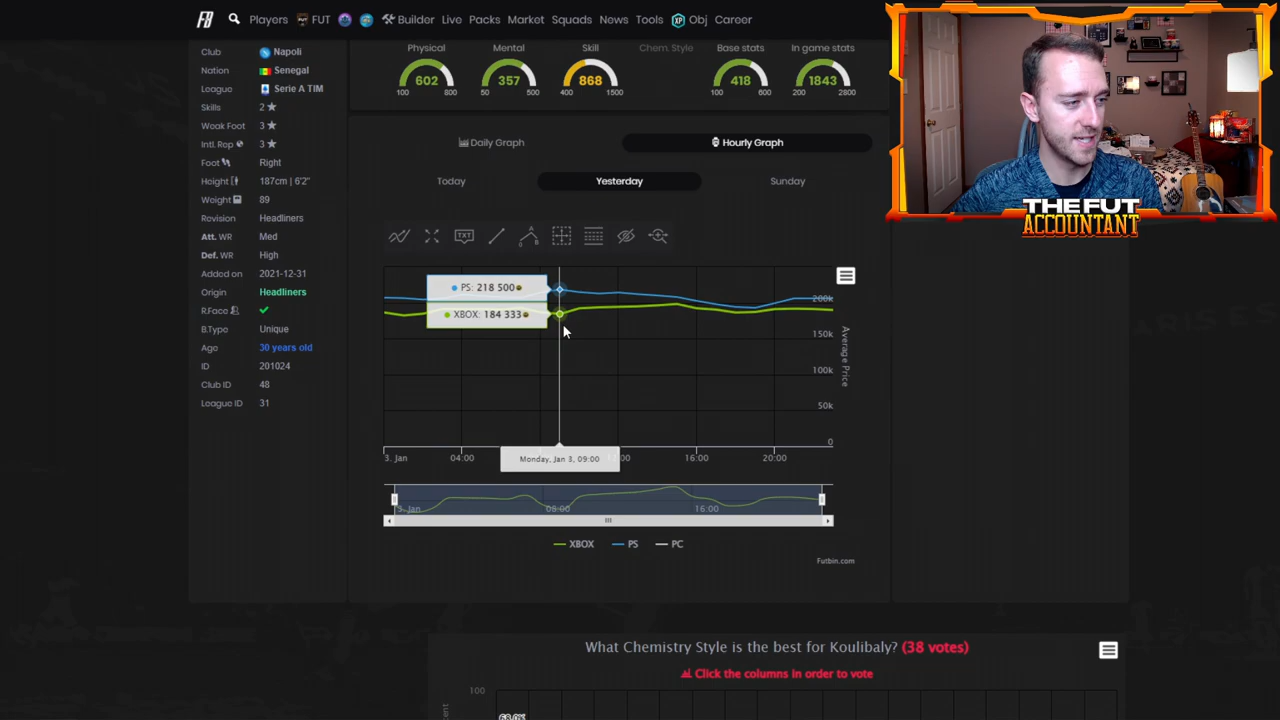 FB Players FUT Builder Live Packs Market Squads News Tools XP Obj Career
Club Napoli
Nation Senegal
League Serie A TIM
Skills 2★
Weak Foot 3★
Intl. Rep 3★
Foot Right
Height 187cm | 6'2"
Weight 89
Revision Headliners
Att. WR Med
Def. WR High
Added on 2021-12-31
Origin Headliners
R.Face
B.Type Unique
Age 30 years old
ID 201024
Club ID 48
League ID 31
Physical Mental Skill Chem. Style Base stats In game stats
602 357 868 418 1843
100 800 50 500 400 1500 100 600 200 2800
Daily Graph Hourly Graph
Today Yesterday Sunday
TXT
PS: 218 500
XBOX: 184 333
200k
150k
100k
50k
0
Average Price
Monday, Jan 3, 09:00
3. Jan 04:00 16:00 20:00
3. Jan 08:00 16:00
XBOX PS PC
Futbin.com
What Chemistry Style is the best for Koulibaly? (38 votes)
Click the columns in order to vote
100
68.0%
THE FUT
ACCOUNTANT